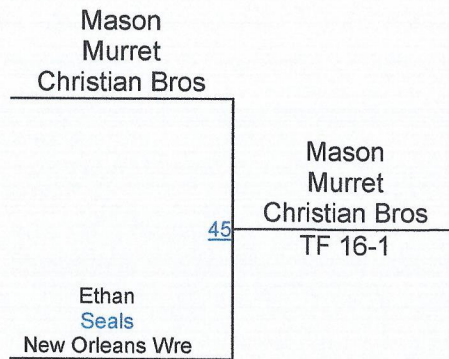 Mason
Murret
Christian Bros
Mason
Murret
Christian Bros
45
TF 16-1
Ethan
Seals
New Orleans Wre